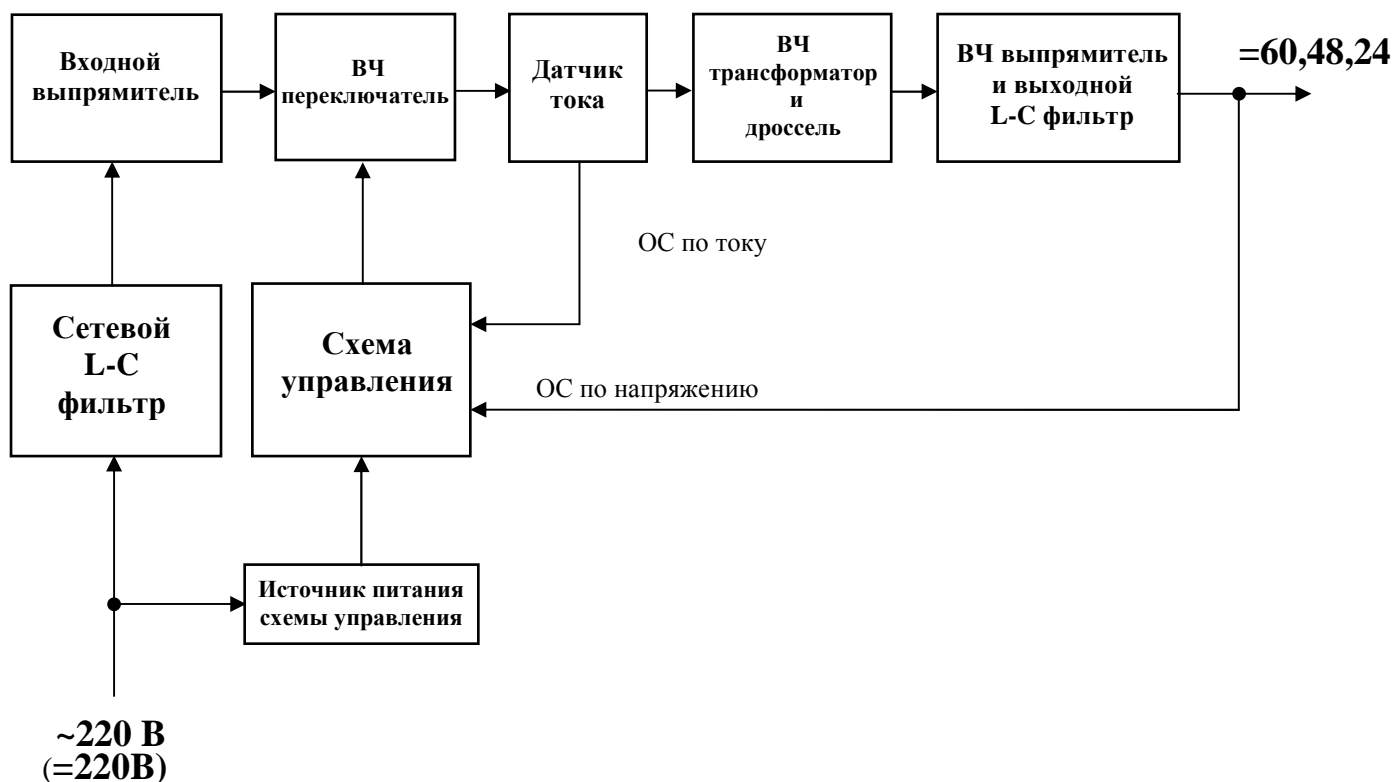 Входной
выпрямитель
ВЧ
переключатель
Датчик
тока
ВЧ
трансформатор
и
дроссель
ВЧ выпрямитель
и выходной
L-C фильтр
=60,48,24
ОС по току
Сетевой
L-C
фильтр
Схема
управления
ОС по напряжению
Источник питания
схемы управления
~220 В
(=220В)